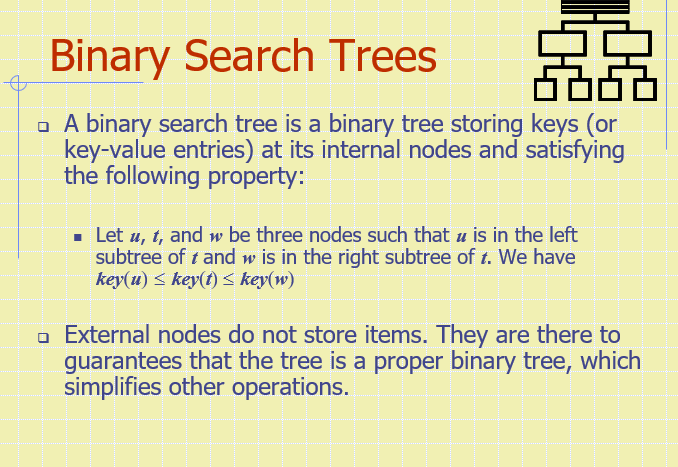 Binary Search Trees
A binary search tree is a binary tree storing keys (or
key-value entries) at its internal nodes and satisfying
the following property:
Let u, t, and w be three nodes such that u is in the left
subtree of t and w is in the right subtree of t. We have
key(u) ≤ key(t) ≤ key(w)
External nodes do not store items. They are there to
guarantees that the tree is a proper binary tree, which
simplifies other operations.